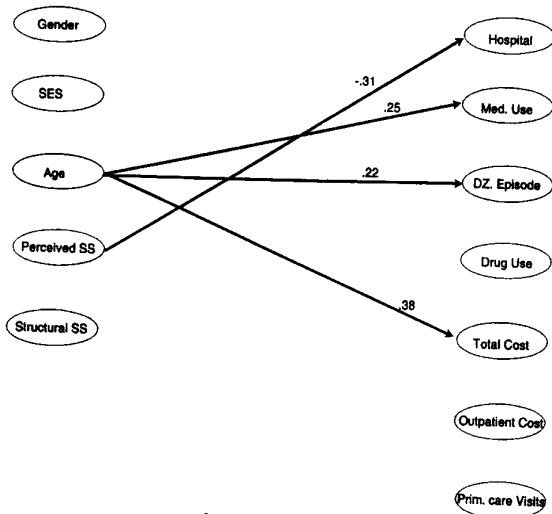 Gender
Hospital
-.31
SES
.25
Med. Use
Age
.22
DZ. Episode
Perceived SS
Drug Use
.38
Structural SS
Total Cost
Outpatient Cost
Prim. care Visits